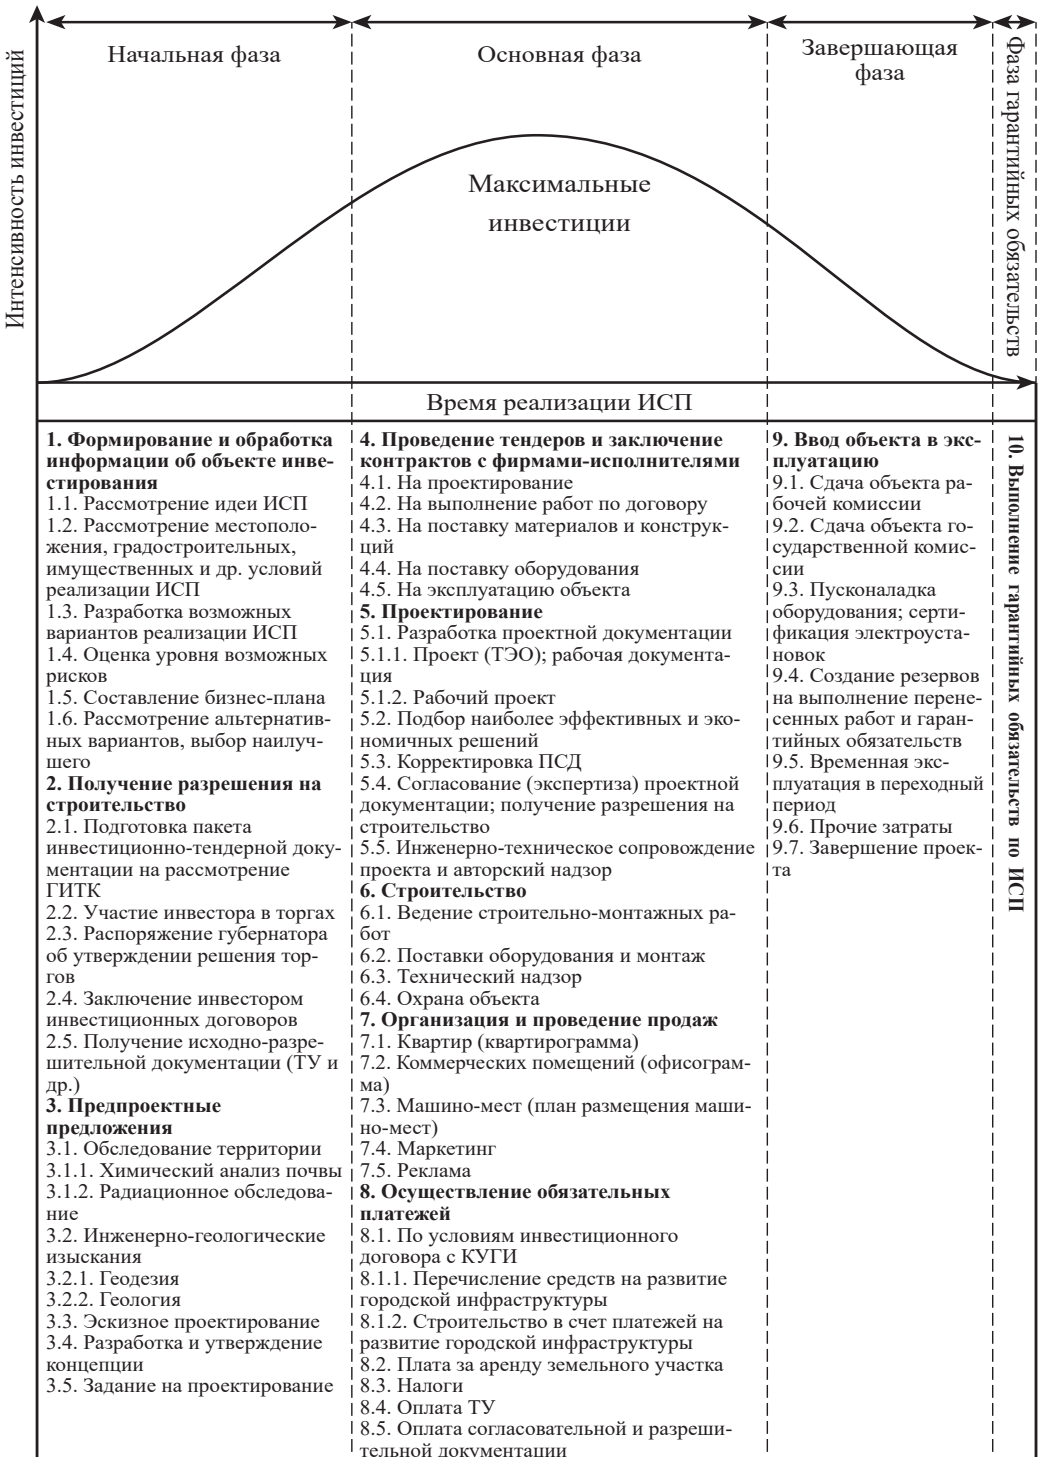 Начальная фаза
Основная фаза
Завершающая
фаза
Фаза гарантийных обязательств
Интенсивность инвестиций
Максимальные
инвестиции
Время реализации ИСП
1. Формирование и обработка
информации об объекте инве-
стирования
1.1. Рассмотрение идеи ИСП
1.2. Рассмотрение местополо-
жения, градостроительных,
имущественных и др. условий
реализации ИСП
1.3. Разработка возможных
вариантов реализации ИСП
1.4. Оценка уровня возможных
рисков
1.5. Составление бизнес-плана
1.6. Рассмотрение альтернатив-
ных вариантов, выбор наилуч-
шего
2. Получение разрешения на
строительство
2.1. Подготовка пакета
инвестиционно-тендерной доку-
ментации на рассмотрение
ГИТК
2.2. Участие инвестора в торгах
2.3. Распоряжение губернатора
об утверждении решения тор-
гов
2.4. Заключение инвестором
инвестиционных договоров
2.5. Получение исходно-разре-
шительной документации (ТУ и
др.)
3. Предпроектные
предложения
3.1. Обследование территории
3.1.1. Химический анализ почвы
3.1.2. Радиационное обследова-
ние
3.2. Инженерно-геологические
изыскания
3.2.1. Геодезия
3.2.2. Геология
3.3. Эскизное проектирование
3.4. Разработка и утверждение
концепции
3.5. Задание на проектирование
4. Проведение тендеров и заключение
контрактов с фирмами-исполнителями
4.1. На проектирование
4.2. На выполнение работ по договору
4.3. На поставку материалов и конструк-
ций
4.4. На поставку оборудования
4.5. На эксплуатацию объекта
5. Проектирование
5.1. Разработка проектной документации
5.1.1. Проект (ТЭО); рабочая документа-
ция
5.1.2. Рабочий проект
5.2. Подбор наиболее эффективных и эко-
номичных решений
5.3. Корректировка ПСД
5.4. Согласование (экспертиза) проектной
документации; получение разрешения на
строительство
5.5. Инженерно-техническое сопровождение
проекта и авторский надзор
6. Строительство
6.1. Ведение строительно-монтажных ра-
бот
6.2. Поставки оборудования и монтаж
6.3. Технический надзор
6.4. Охрана объекта
7. Организация и проведение продаж
7.1. Квартир (квартирограмма)
7.2. Коммерческих помещений (офисограм-
ма)
7.3. Машино-мест (план размещения маши-
но-мест)
7.4. Маркетинг
7.5. Реклама
8. Осуществление обязательных
платежей
8.1. По условиям инвестиционного
договора с КУГИ
8.1.1. Перечисление средств на развитие
городской инфраструктуры
8.1.2. Строительство в счет платежей на
развитие городской инфраструктуры
8.2. Плата за аренду земельного участка
8.3. Налоги
8.4. Оплата ТУ
8.5. Оплата согласовательной и разреши-
тельной документации
9. Ввод объекта в экс-
плуатацию
9.1. Сдача объекта ра-
бочей комиссии
9.2. Сдача объекта го-
сударственной комис-
сии
9.3. Пусконаладка
оборудования; серти-
фикация электроуста-
новок
9.4. Создание резервов
на выполнение перене-
сенных работ и гаран-
тийных обязательств
9.5. Временная экс-
плуатация в переходный
период
9.6. Прочие затраты
9.7. Завершение проек-
та
10. Выполнение гарантийных обязательств по ИСП